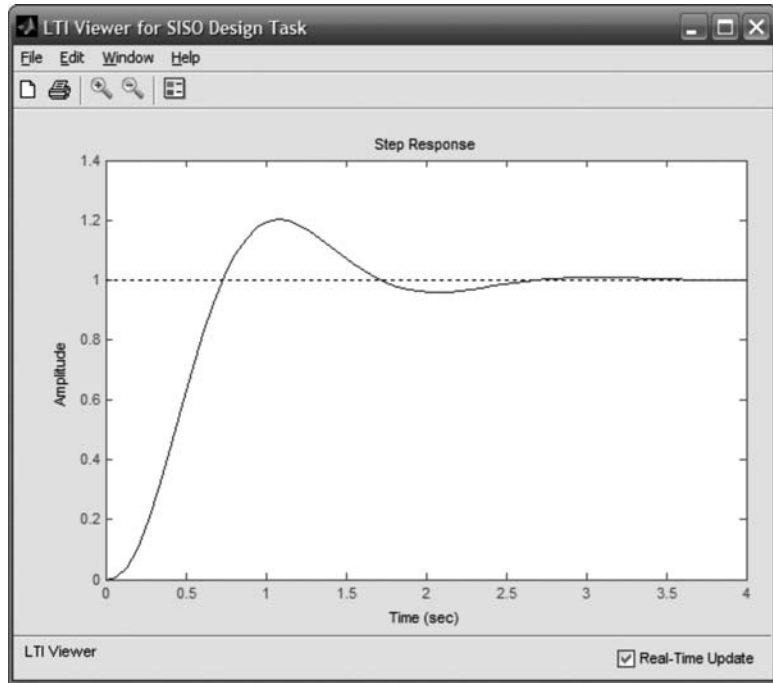 LTI Viewer for SISO Design Task
File Edit Window Help
Step Response
1.4
1.2
1
0.8
0.6
0.4
0.2
0
Amplitude
0 0.5 1 1.5 2 2.5 3 3.5 4
Time (sec)
LTI Viewer
Real-Time Update